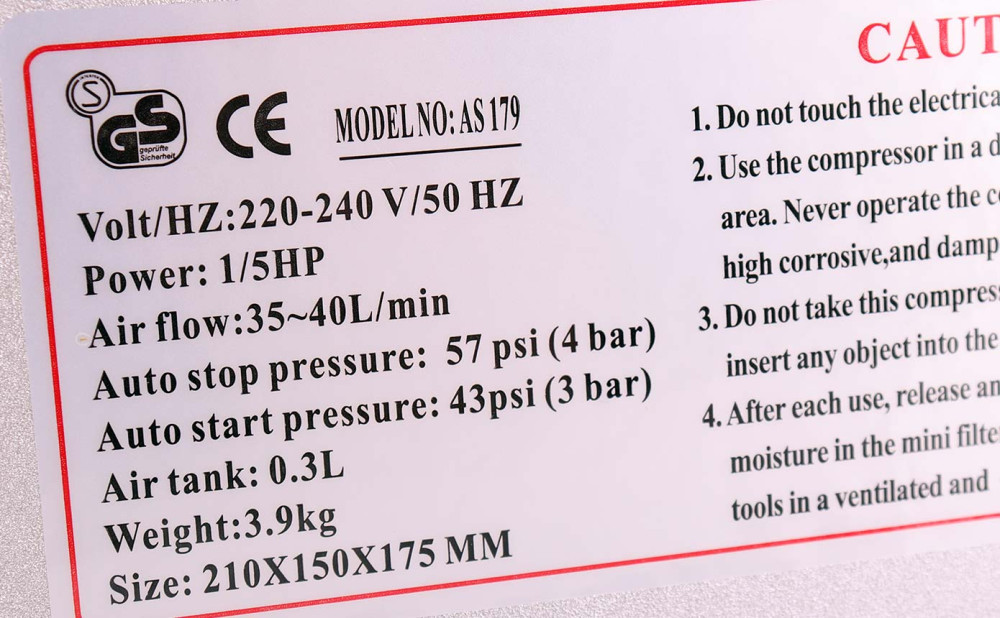 S
GS
geprüfte
Sicherheit
CE
MODEL NO: AS 179
Volt/HZ:220-240 V/50 HZ
Power: 1/5HP
Air flow:35~40L/min
Auto stop pressure: 57 psi (4 bar)
Auto start pressure: 43psi (3 bar)
Air tank: 0.3L
Weight:3.9kg
Size: 210X150X175 MM
CAUT
1. Do not touch the electrica
2. Use the compressor in a d
area. Never operate the c
high corrosive,and damp
3. Do not take this compress
insert any object into the
4. After each use, release an
moisture in the mini filte
tools in a ventilated and